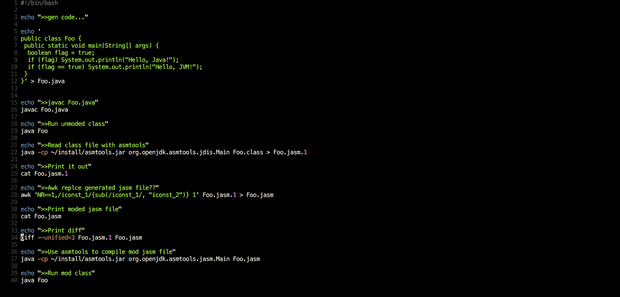 1 #!/bin/bash
2
3 echo ">>gen code..."
4
5 echo '
6 public class Foo {
7  public static void main(String[] args) {
8   boolean flag = true;
9   if (flag) System.out.println("Hello, Java!");
10   if (flag == true) System.out.println("Hello, JVM!");
11  }
12 }' > Foo.java
13
14
15 echo ">>javac Foo.java"
16 javac Foo.java
17
18 echo ">>Run unmoded class"
19 java Foo
20
21 echo ">>Read class file with asmtools"
22 java -cp ~/install/asmtools.jar org.openjdk.asmtools.jdis.Main Foo.class > Foo.jasm.1
23
24 echo ">>Print it out"
25 cat Foo.jasm.1
26
27 echo ">>Awk replce generated jasm file??"
28 awk 'NR==1,/iconst_1/{sub(/iconst_1/, "iconst_2")} 1' Foo.jasm.1 > Foo.jasm
29
30 echo ">>Print moded jasm file"
31 cat Foo.jasm
32
33 echo ">>Print diff"
34 diff --unified=3 Foo.jasm.1 Foo.jasm
35
36 echo ">>Use asmtools to compile mod jasm file"
37 java -cp ~/install/asmtools.jar org.openjdk.asmtools.jasm.Main Foo.jasm
38
39 echo ">>Run mod class"
40 java Foo